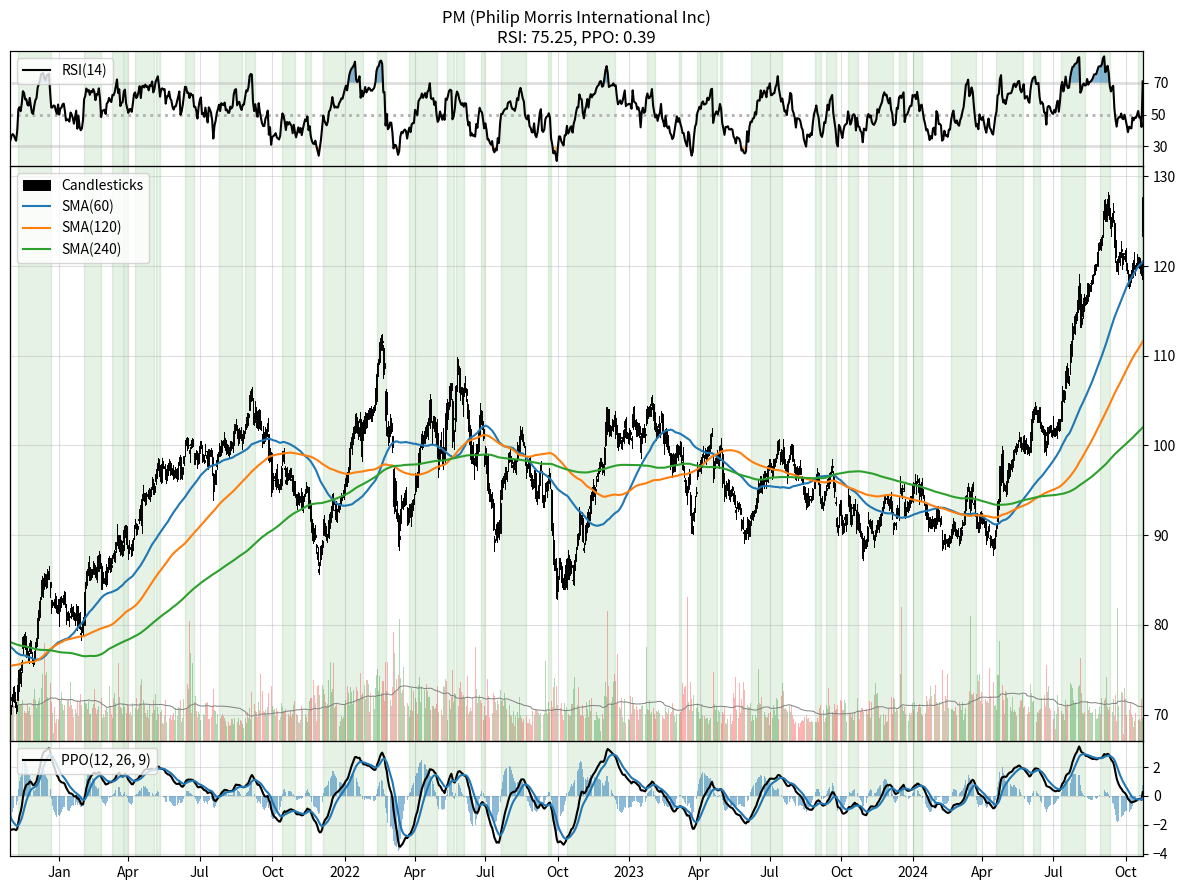 PM (Philip Morris International Inc)
RSI: 75.25, PPO: 0.39
RSI(14)
70
50
30
Candlesticks
SMA(60)
SMA(120)
SMA(240)
130
120
110
100
90
80
70
PPO(12, 26, 9)
2
0
−2
−4
Jan Apr Jul Oct 2022 Apr Jul Oct 2023 Apr Jul Oct 2024 Apr Jul Oct